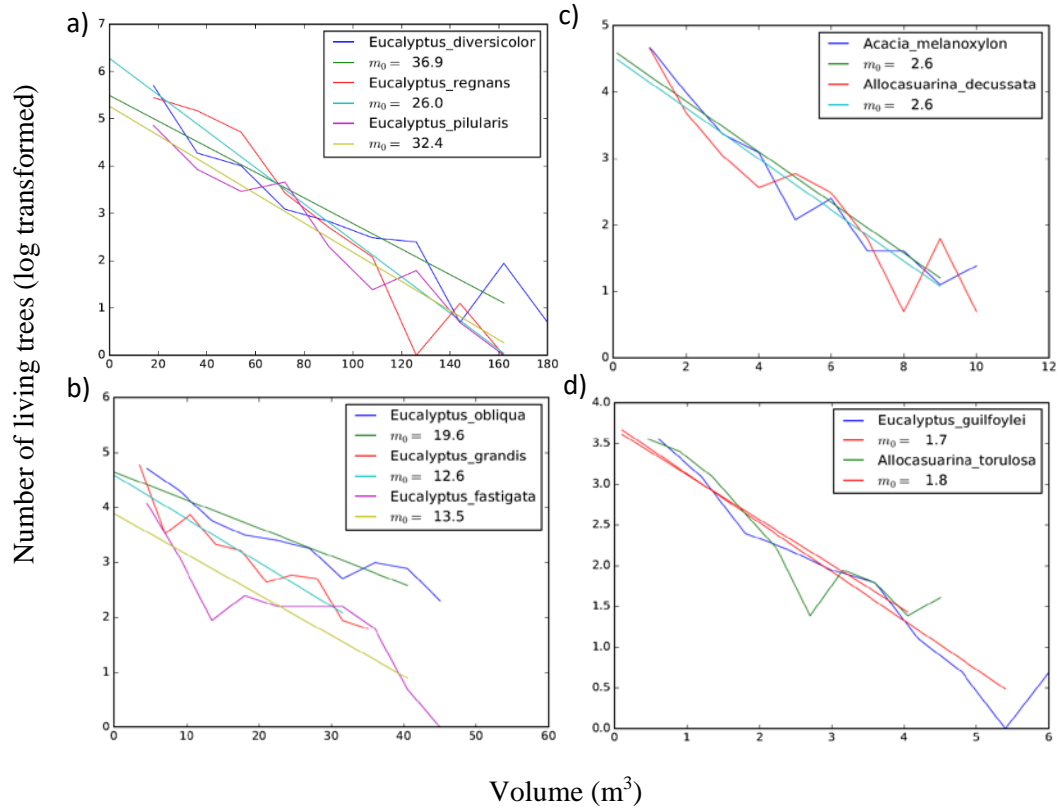 a)
7
6
5
4
3
2
1
0
0 20 40 60 80 100 120 140 160 180
Eucalyptus_diversicolor
m₀ = 36.9
Eucalyptus_regnans
m₀ = 26.0
Eucalyptus_pilularis
m₀ = 32.4
c)
5
4
3
2
1
0
0 2 4 6 8 10 12
Acacia_melanoxylon
m₀ = 2.6
Allocasuarina_decussata
m₀ = 2.6
b)
6
5
4
3
2
1
0
0 10 20 30 40 50 60
Eucalyptus_obliqua
m₀ = 19.6
Eucalyptus_grandis
m₀ = 12.6
Eucalyptus_fastigata
m₀ = 13.5
d)
4.0
3.5
3.0
2.5
2.0
1.5
1.0
0.5
0.0
0 1 2 3 4 5 6
Eucalyptus_guilfoylei
m₀ = 1.7
Allocasuarina_torulosa
m₀ = 1.8
Number of living trees (log transformed)
Volume (m³)